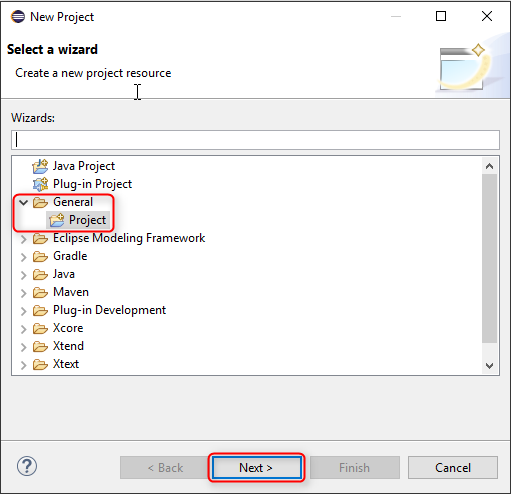 New Project
Select a wizard
Create a new project resource
Wizards:
Java Project
Plug-in Project
General
Project
Eclipse Modeling Framework
Gradle
Java
Maven
Plug-in Development
Xcore
Xtend
Xtext
? < Back Next > Finish Cancel